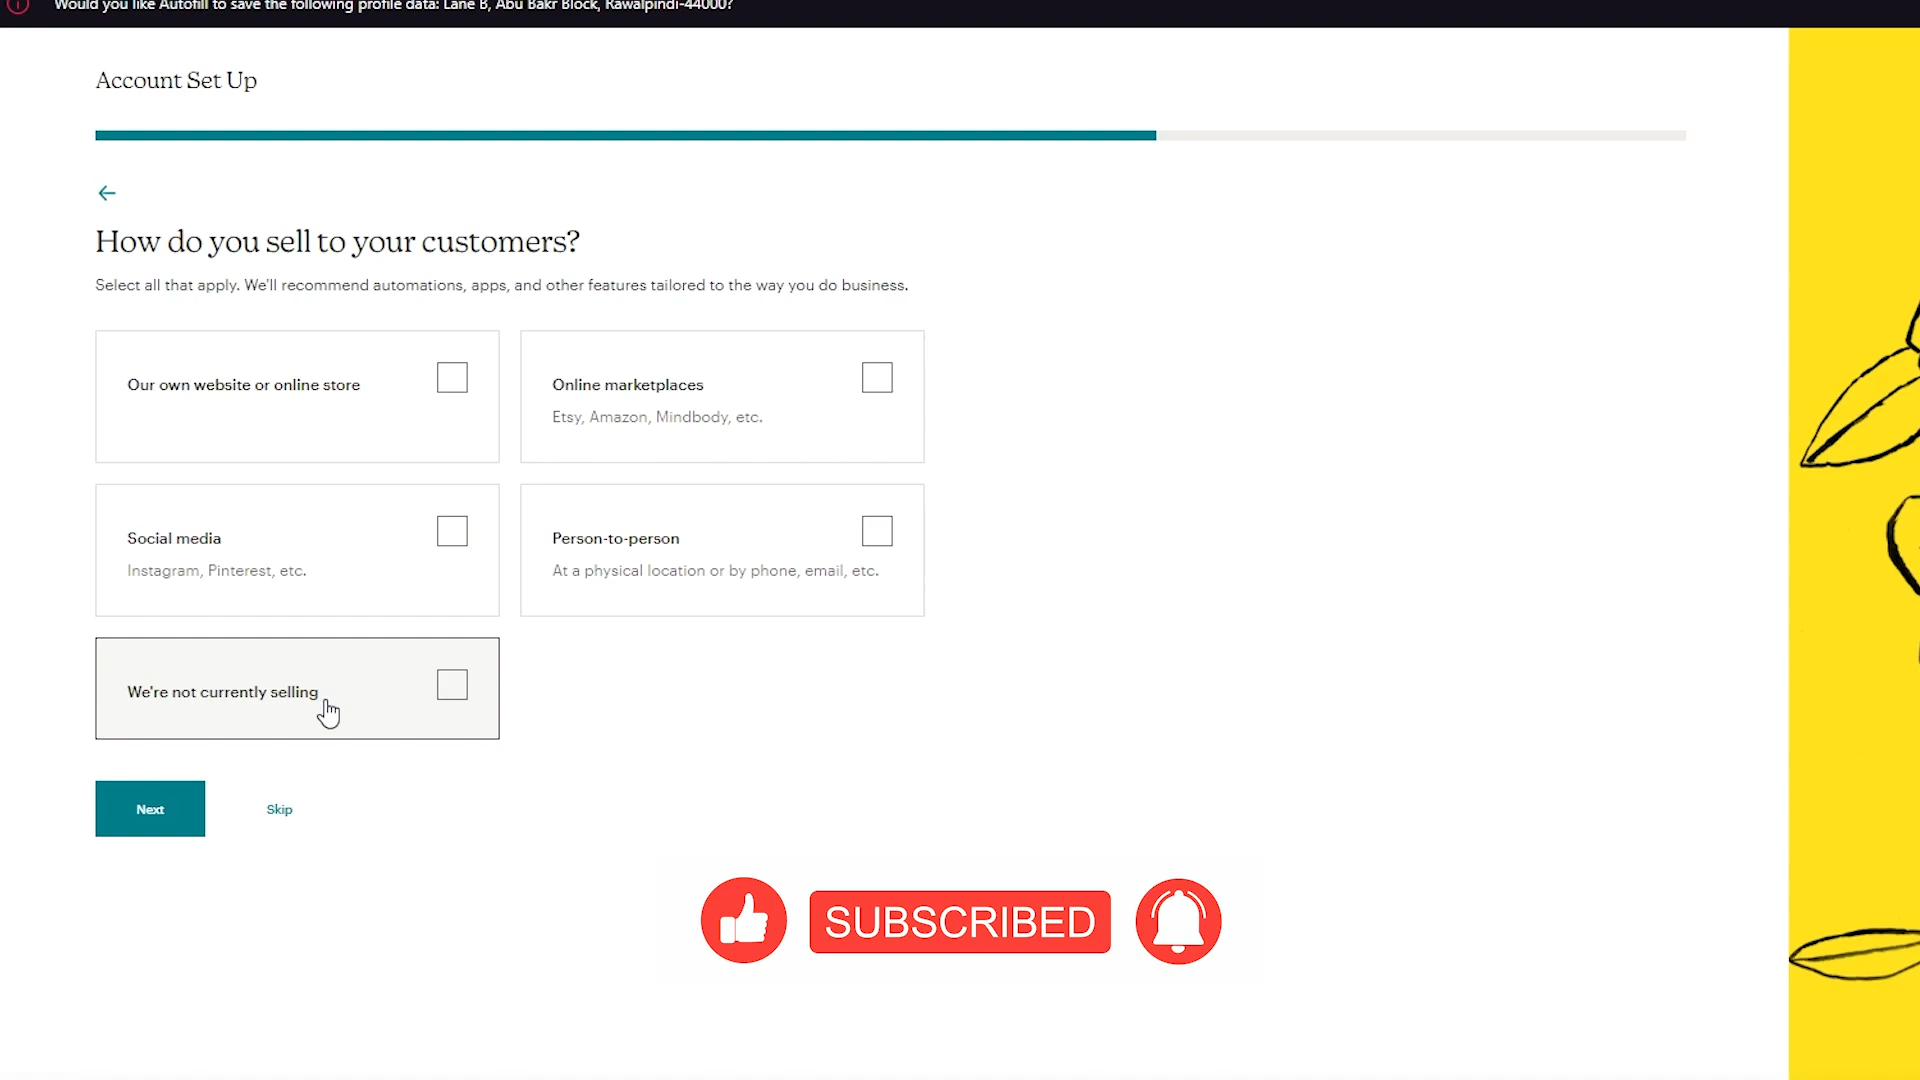 Would you like Autofill to save the following profile data: Lane B, Abu Bakr Block, Rawalpindi-44000?
Account Set Up
How do you sell to your customers?
Select all that apply. We'll recommend automations, apps, and other features tailored to the way you do business.
Our own website or online store
Online marketplaces
Etsy, Amazon, Mindbody, etc.
Social media
Instagram, Pinterest, etc.
Person-to-person
At a physical location or by phone, email, etc.
We're not currently selling
Next
Skip
SUBSCRIBED